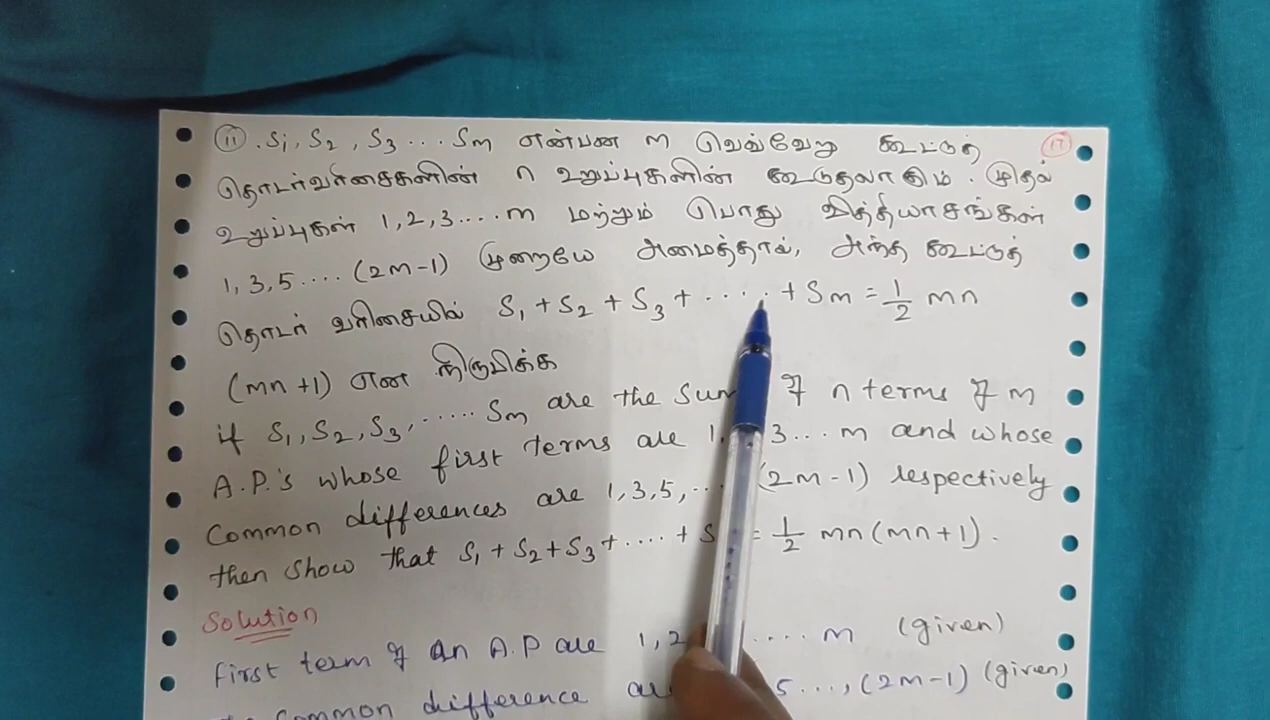 (11). S1, S2, S3 ... Sm என்பன m வெவ்வேறு கூட்டுத் (17)
தொடர்வரிசைகளின் n உறுப்புகளின் கூடுதலாகும். முதல்
உறுப்புகள் 1, 2, 3 .... m மற்றும் பொது வித்தியாசங்கள்
1, 3, 5 .... (2m-1) முறையே அமைத்தால், அந்த கூட்டுத்
தொடர் வரிசையில் S1 + S2 + S3 + ..... + Sm = 1/2 mn
(mn+1) என நிருபிக்க
if S1, S2, S3, ..... Sm are the Sum of n terms of m
A.P.'s whose first terms are 1, 3... m and whose
Common differences are 1, 3, 5, ... (2m-1) respectively
then show that S1 + S2 + S3 + .... + S = 1/2 mn (mn+1).
Solution
first term of an A.P are 1, 2 .... m (given)
common difference are 5 ..., (2m-1) (given)